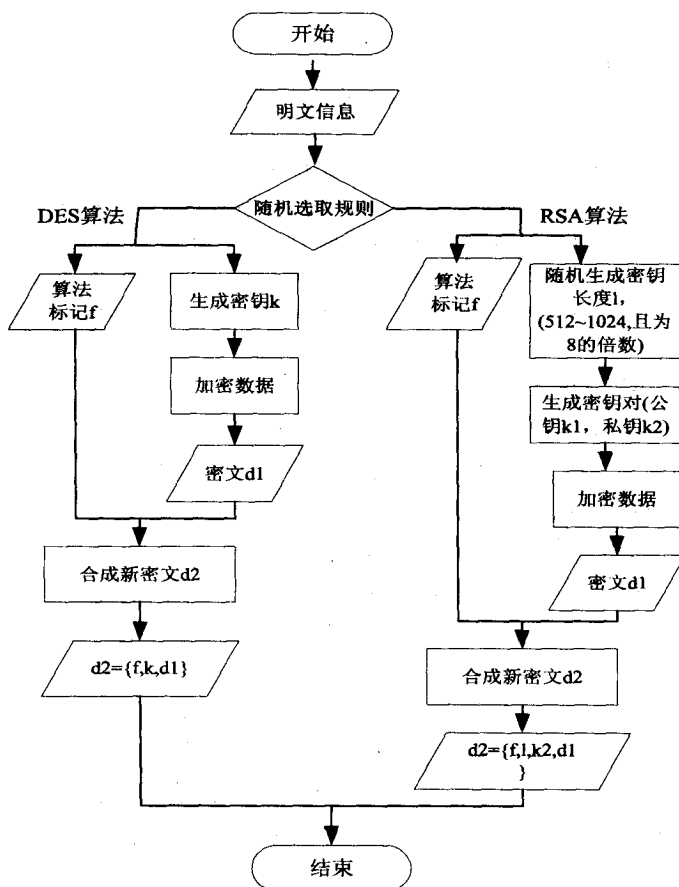 开始
明文信息
随机选取规则
DES算法
RSA算法
算法
标记f
生成密钥k
加密数据
密文d1
合成新密文d2
d2={f,k,d1}
算法
标记f
随机生成密钥
长度l,
(512~1024,且为
8的倍数)
生成密钥对(公
钥k1，私钥k2)
加密数据
密文d1
合成新密文d2
d2={f,l,k2,d1
}
结束